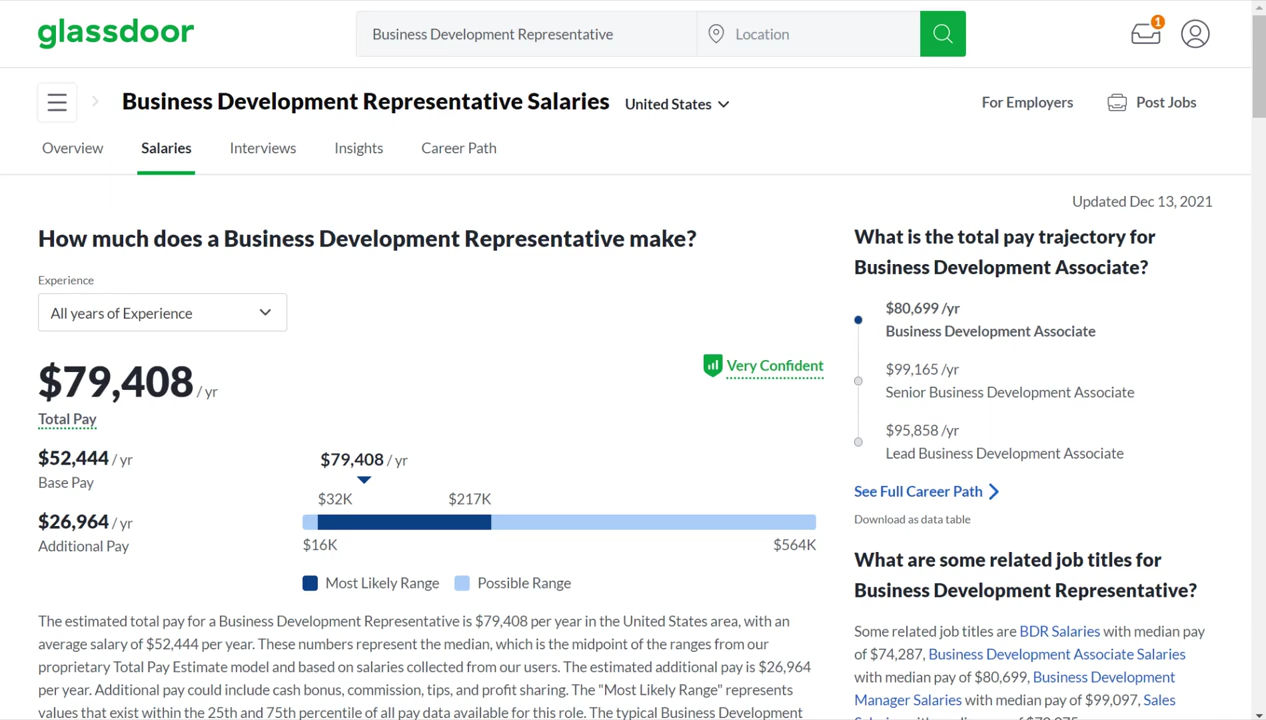 glassdoor
Business Development Representative
Location
1
Business Development Representative Salaries
United States
For Employers
Post Jobs
Overview
Salaries
Interviews
Insights
Career Path
Updated Dec 13, 2021
How much does a Business Development Representative make?
Experience
All years of Experience
$79,408 / yr
Total Pay
Very Confident
$52,444 / yr
Base Pay
$26,964 / yr
Additional Pay
$79,408 / yr
$32K
$217K
$16K
$564K
Most Likely Range
Possible Range
The estimated total pay for a Business Development Representative is $79,408 per year in the United States area, with an
average salary of $52,444 per year. These numbers represent the median, which is the midpoint of the ranges from our
proprietary Total Pay Estimate model and based on salaries collected from our users. The estimated additional pay is $26,964
per year. Additional pay could include cash bonus, commission, tips, and profit sharing. The "Most Likely Range" represents
values that exist within the 25th and 75th percentile of all pay data available for this role. The typical Business Development
What is the total pay trajectory for
Business Development Associate?
$80,699 /yr
Business Development Associate
$99,165 /yr
Senior Business Development Associate
$95,858 /yr
Lead Business Development Associate
See Full Career Path
Download as data table
What are some related job titles for
Business Development Representative?
Some related job titles are BDR Salaries with median pay
of $74,287, Business Development Associate Salaries
with median pay of $80,699, Business Development
Manager Salaries with median pay of $99,097, Sales